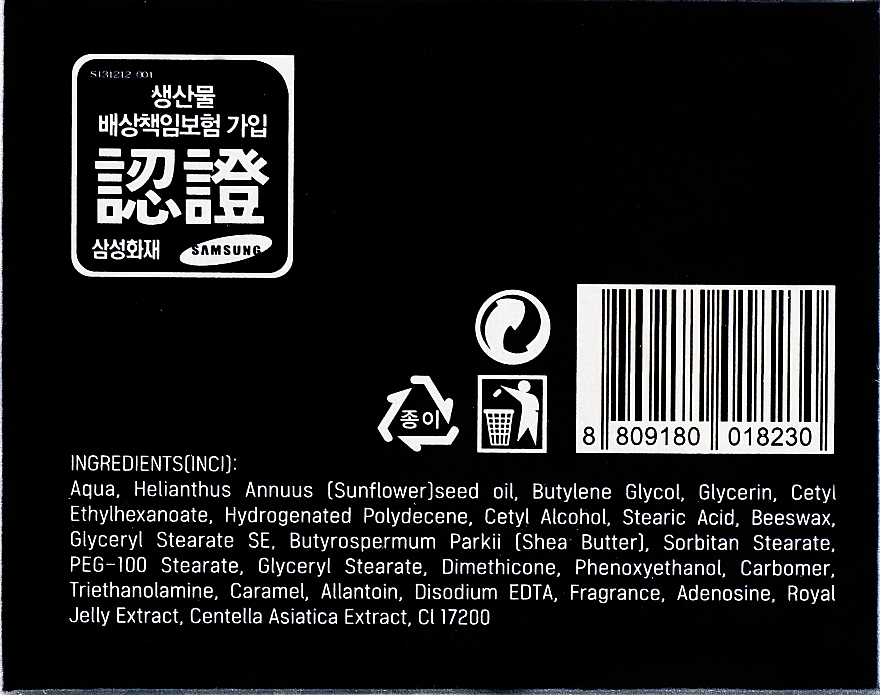 S131212 001
생산물
배상책임보험 가입
認證
삼성화재 SAMSUNG
종이
8 809180 018230
INGREDIENTS(INCI):
Aqua, Helianthus Annuus (Sunflower)seed oil, Butylene Glycol, Glycerin, Cetyl
Ethylhexanoate, Hydrogenated Polydecene, Cetyl Alcohol, Stearic Acid, Beeswax,
Glyceryl Stearate SE, Butyrospermum Parkii (Shea Butter), Sorbitan Stearate,
PEG-100 Stearate, Glyceryl Stearate, Dimethicone, Phenoxyethanol, Carbomer,
Triethanolamine, Caramel, Allantoin, Disodium EDTA, Fragrance, Adenosine, Royal
Jelly Extract, Centella Asiatica Extract, CI 17200